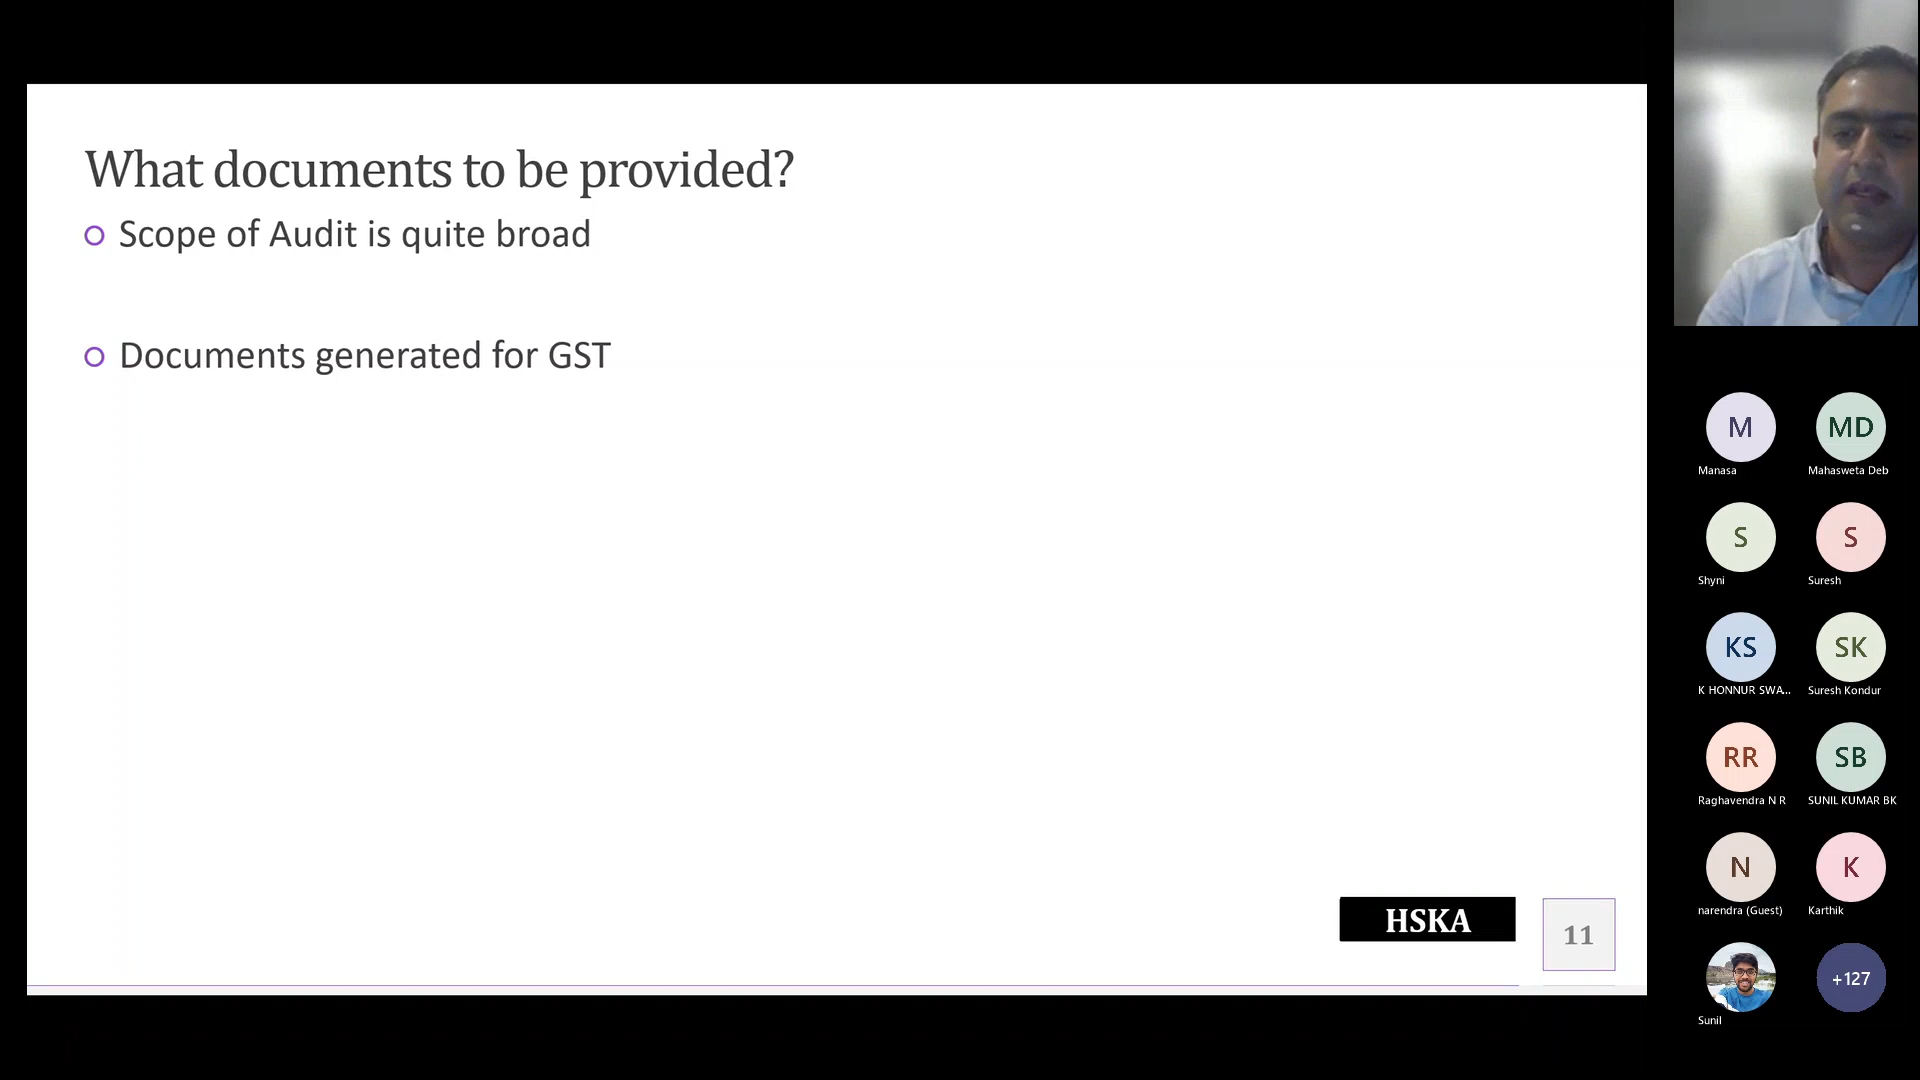 What documents to be provided?
Scope of Audit is quite broad
Documents generated for GST
HSKA
11
M
MD
Manasa
Mahasweta Deb
S
S
Shyni
Suresh
KS
SK
K HONNUR SWA...
Suresh Kondur
RR
SB
Raghavendra N R
SUNIL KUMAR BK
N
K
narendra (Guest)
Karthik
+127
Sunil